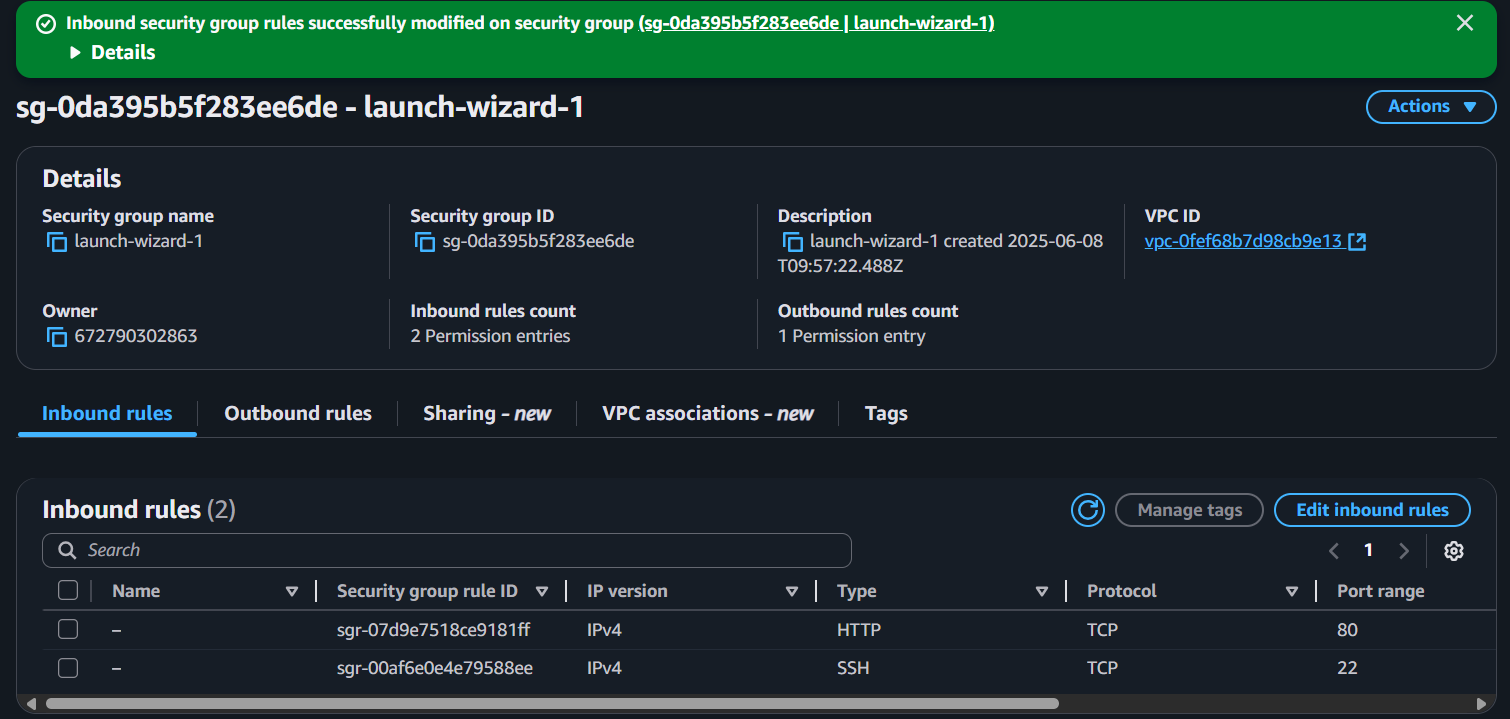 Inbound security group rules successfully modified on security group (sg-0da395b5f283ee6de | launch-wizard-1)
Details
sg-0da395b5f283ee6de - launch-wizard-1
Actions
Details
Security group name
launch-wizard-1
Security group ID
sg-0da395b5f283ee6de
Description
launch-wizard-1 created 2025-06-08
T09:57:22.488Z
VPC ID
vpc-0fef68b7d98cb9e13
Owner
672790302863
Inbound rules count
2 Permission entries
Outbound rules count
1 Permission entry
Inbound rules Outbound rules Sharing - new VPC associations - new Tags
Inbound rules (2)
Manage tags Edit inbound rules
Search
1
Name Security group rule ID IP version Type Protocol Port range
– sgr-07d9e7518ce9181ff IPv4 HTTP TCP 80
– sgr-00af6e0e4e79588ee IPv4 SSH TCP 22